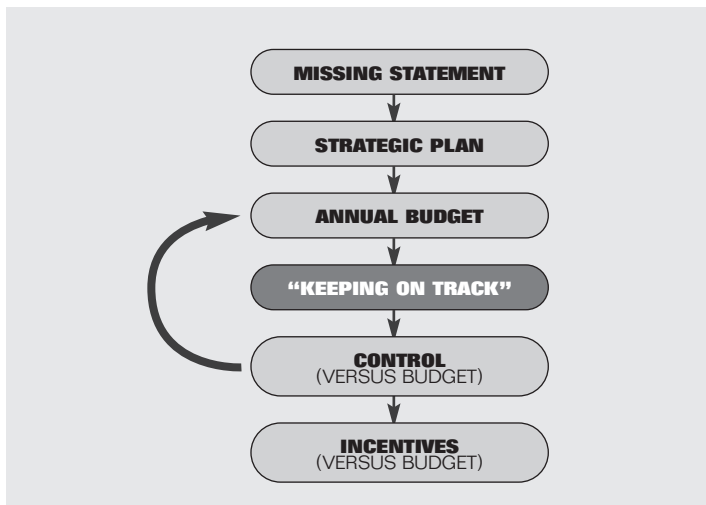 MISSING STATEMENT
STRATEGIC PLAN
ANNUAL BUDGET
“KEEPING ON TRACK”
CONTROL
(VERSUS BUDGET)
INCENTIVES
(VERSUS BUDGET)